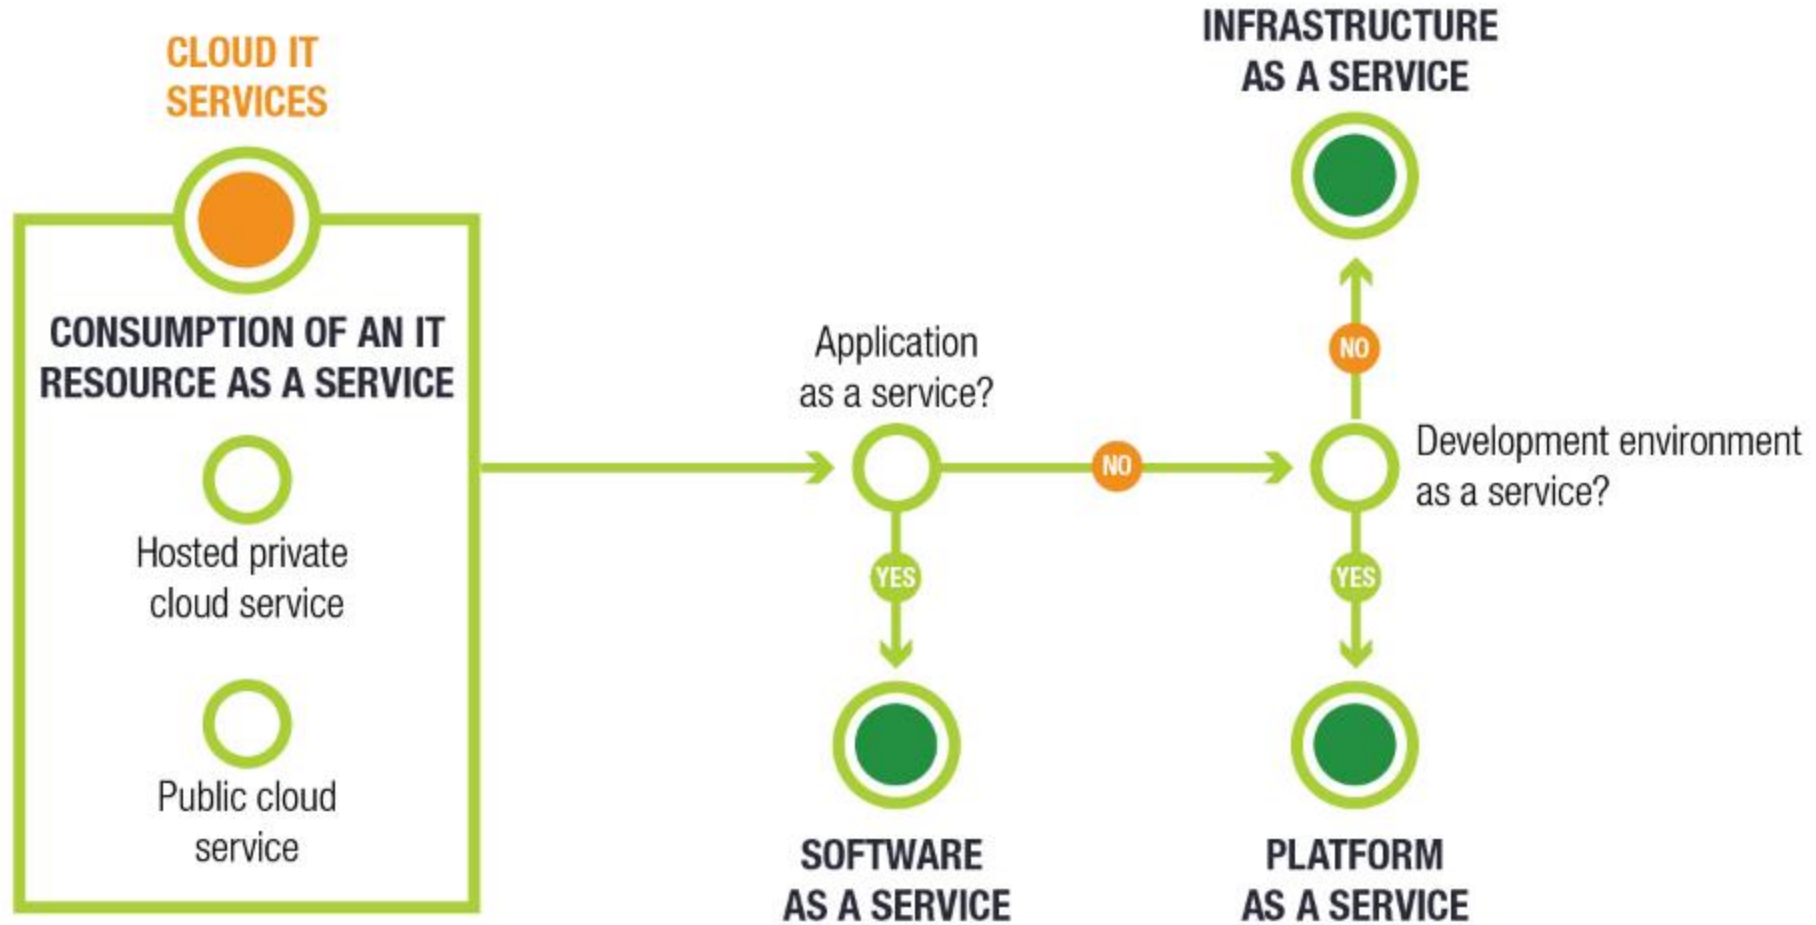 CLOUD IT
SERVICES
CONSUMPTION OF AN IT
RESOURCE AS A SERVICE
Hosted private
cloud service
Public cloud
service
Application
as a service?
NO
YES
SOFTWARE
AS A SERVICE
INFRASTRUCTURE
AS A SERVICE
NO
Development environment
as a service?
YES
PLATFORM
AS A SERVICE